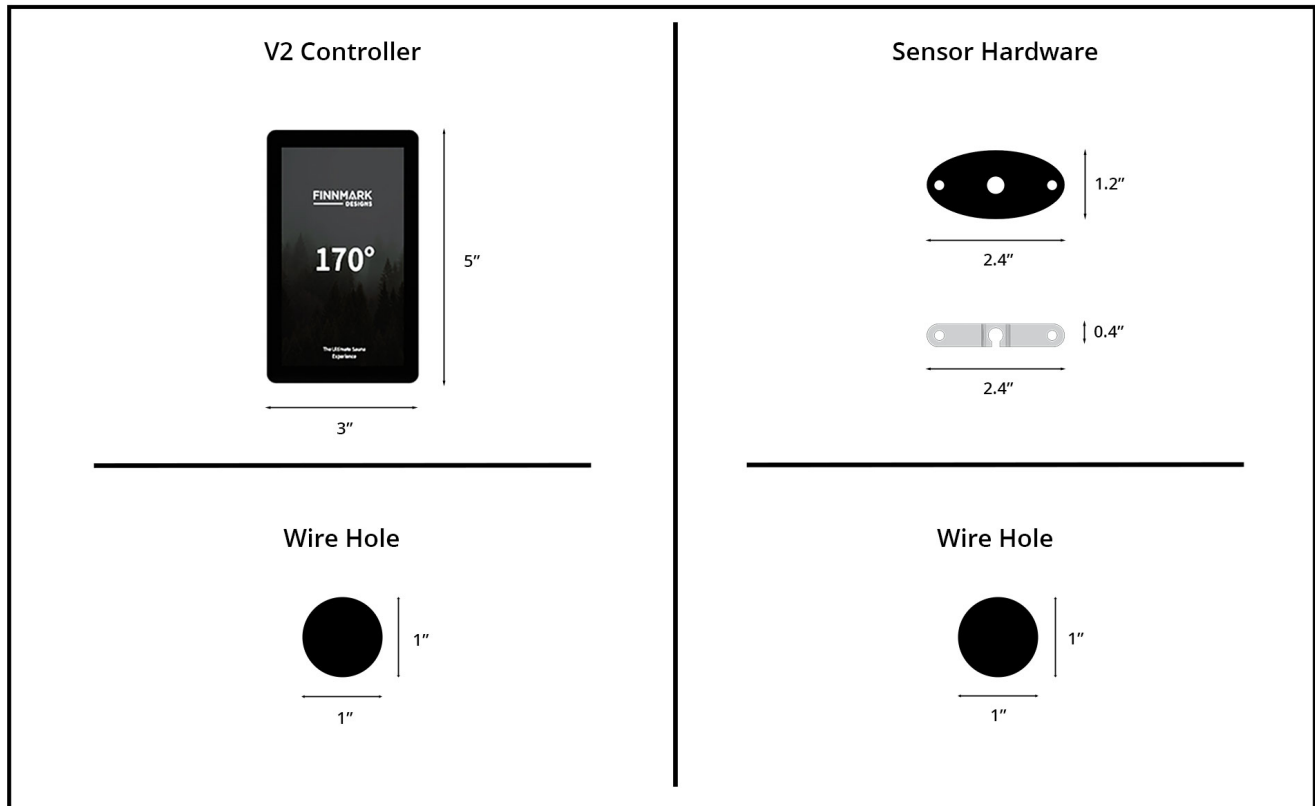 V2 Controller
FINNMARK
DESIGNS
170°
The Ultimate Sauna
Experience
5”
3”
Wire Hole
1”
1”
Sensor Hardware
1.2”
2.4”
0.4”
2.4”
Wire Hole
1”
1”